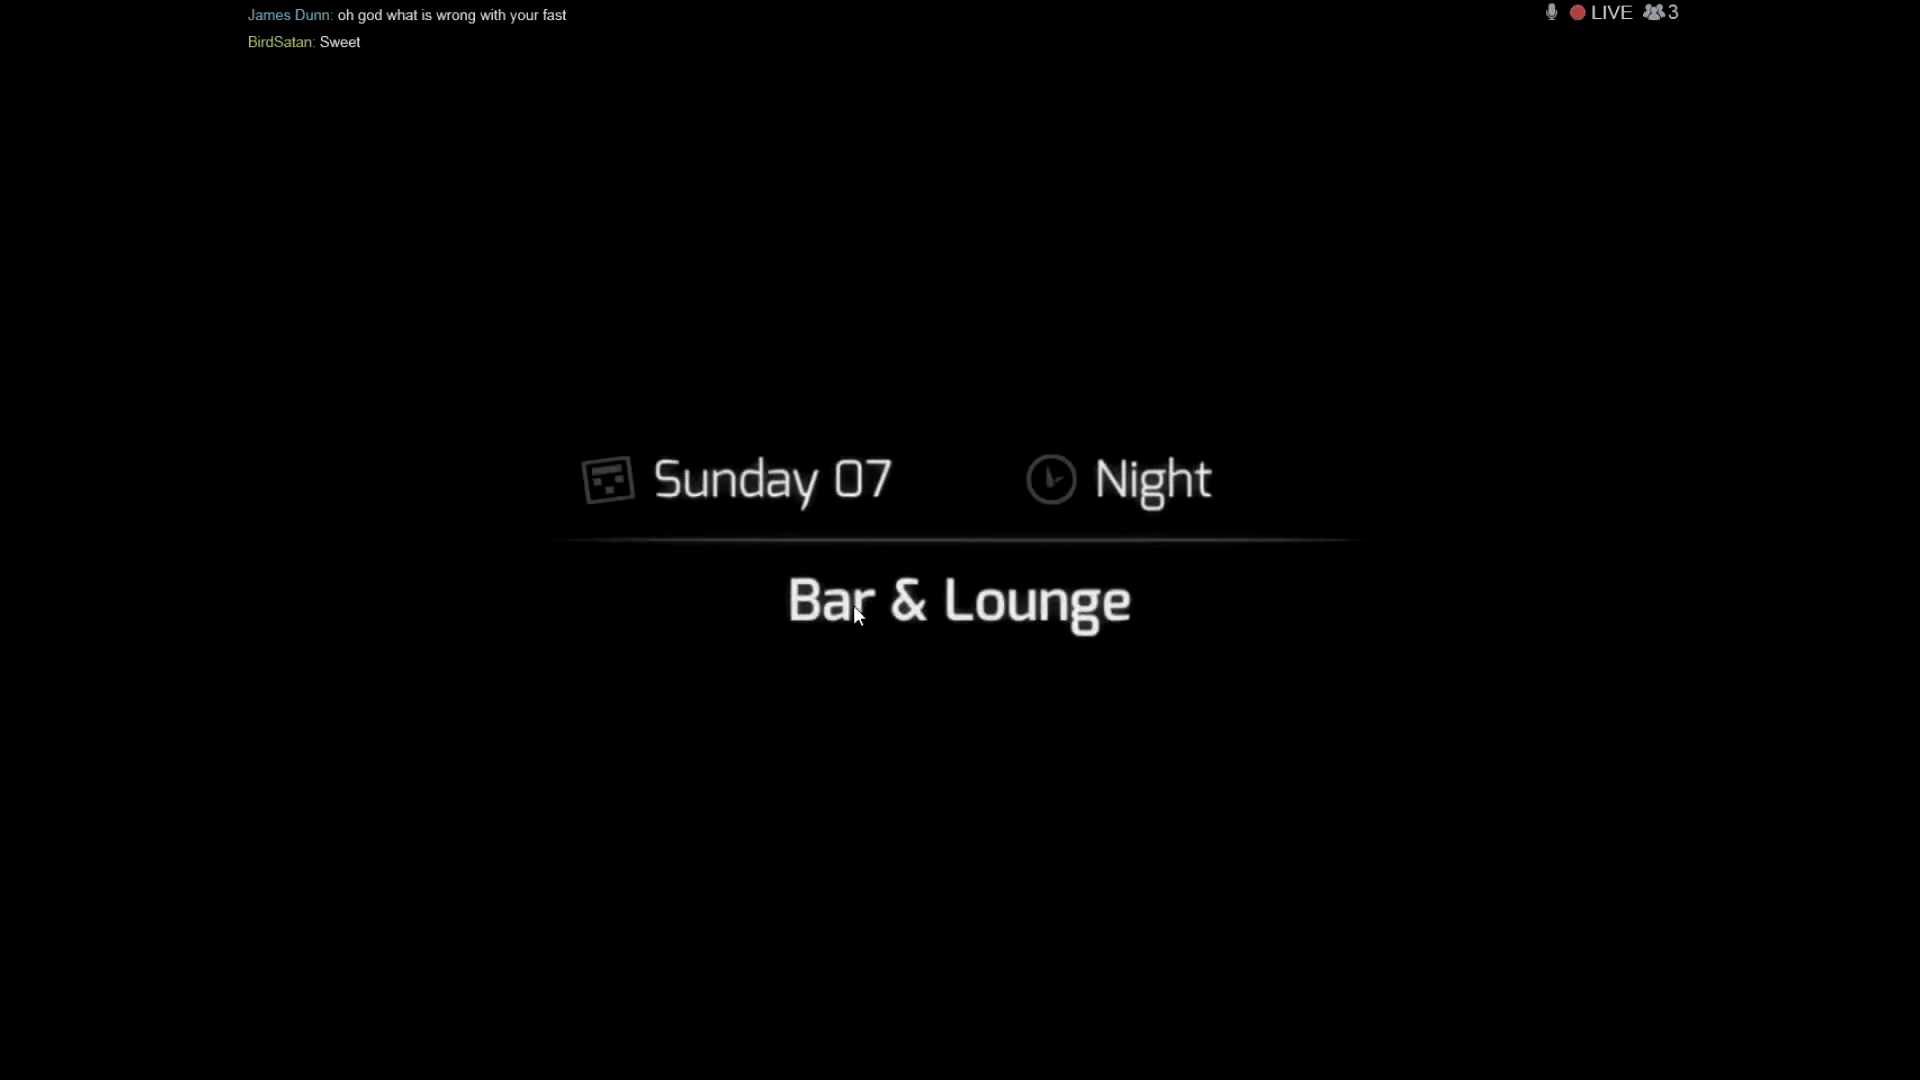 James Dunn: oh god what is wrong with your fast
LIVE 3
BirdSatan: Sweet
Sunday 07 Night
Bar & Lounge